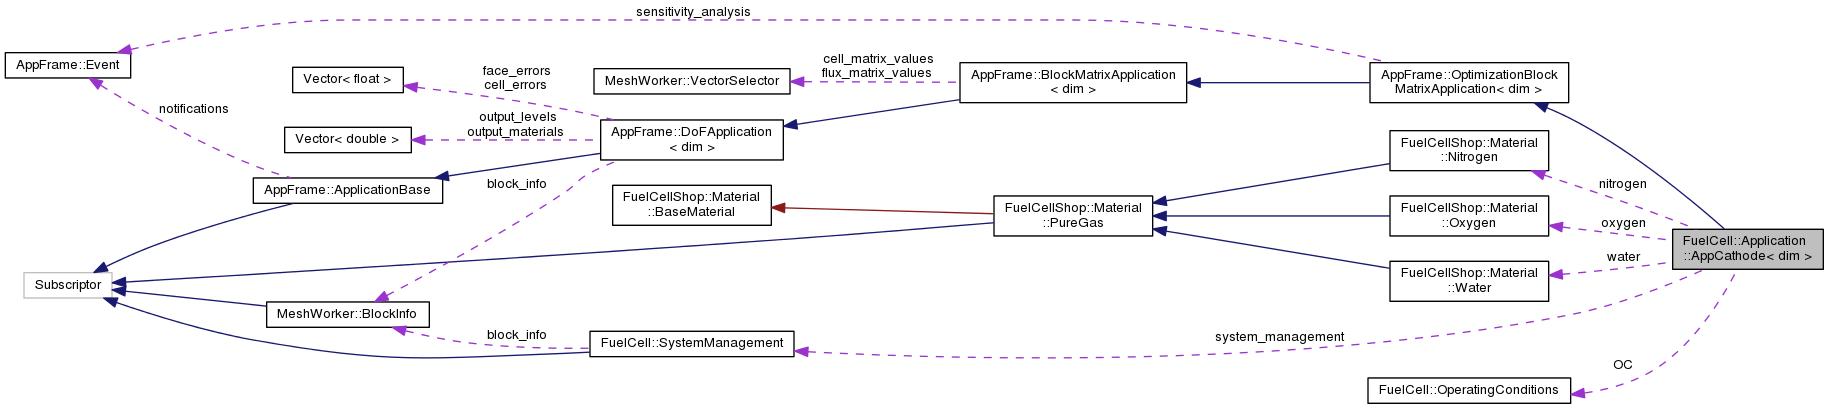 sensitivity_analysis
AppFrame::Event
Vector< float >
face_errors
cell_errors
MeshWorker::VectorSelector
cell_matrix_values
flux_matrix_values
AppFrame::BlockMatrixApplication
< dim >
AppFrame::OptimizationBlock
MatrixApplication< dim >
notifications
Vector< double >
output_levels
output_materials
AppFrame::DoFApplication
< dim >
FuelCellShop::Material
::Nitrogen
AppFrame::ApplicationBase
block_info
FuelCellShop::Material
::BaseMaterial
FuelCellShop::Material
::PureGas
FuelCellShop::Material
::Oxygen
nitrogen
oxygen
water
FuelCell::Application
::AppCathode< dim >
Subscriptor
FuelCellShop::Material
::Water
MeshWorker::BlockInfo
block_info
FuelCell::SystemManagement
system_management
OC
FuelCell::OperatingConditions